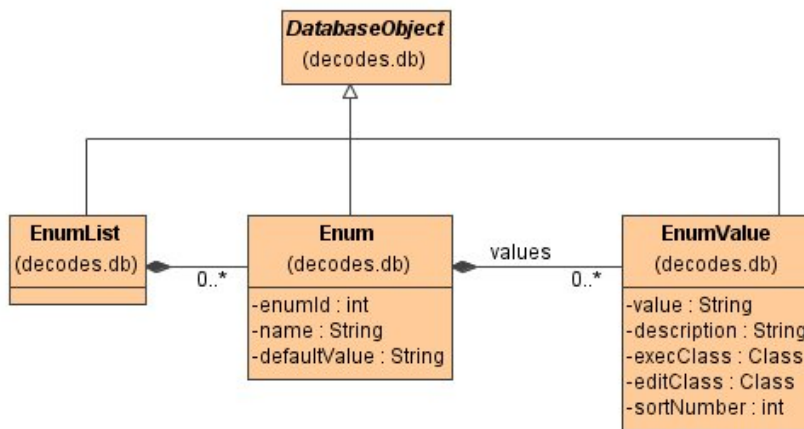 DatabaseObject
(decodes.db)
EnumList
(decodes.db)
0..*
Enum
(decodes.db)
-enumId : int
-name : String
-defaultValue : String
values
0..*
EnumValue
(decodes.db)
-value : String
-description : String
-execClass : Class
-editClass : Class
-sortNumber : int